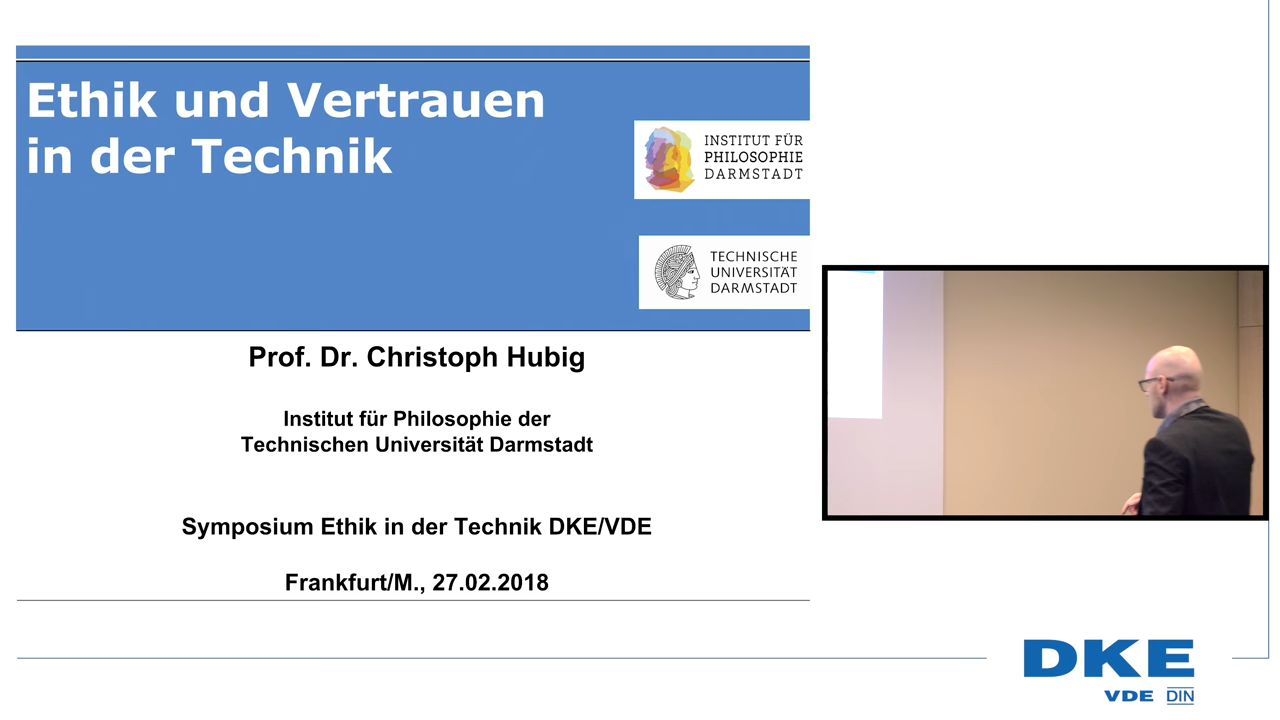 Ethik und Vertrauen
in der Technik
INSTITUT FÜR
PHILOSOPHIE
DARMSTADT
TECHNISCHE
UNIVERSITÄT
DARMSTADT
Prof. Dr. Christoph Hubig
Institut für Philosophie der
Technischen Universität Darmstadt
Symposium Ethik in der Technik DKE/VDE
Frankfurt/M., 27.02.2018
DKE
VDE DIN